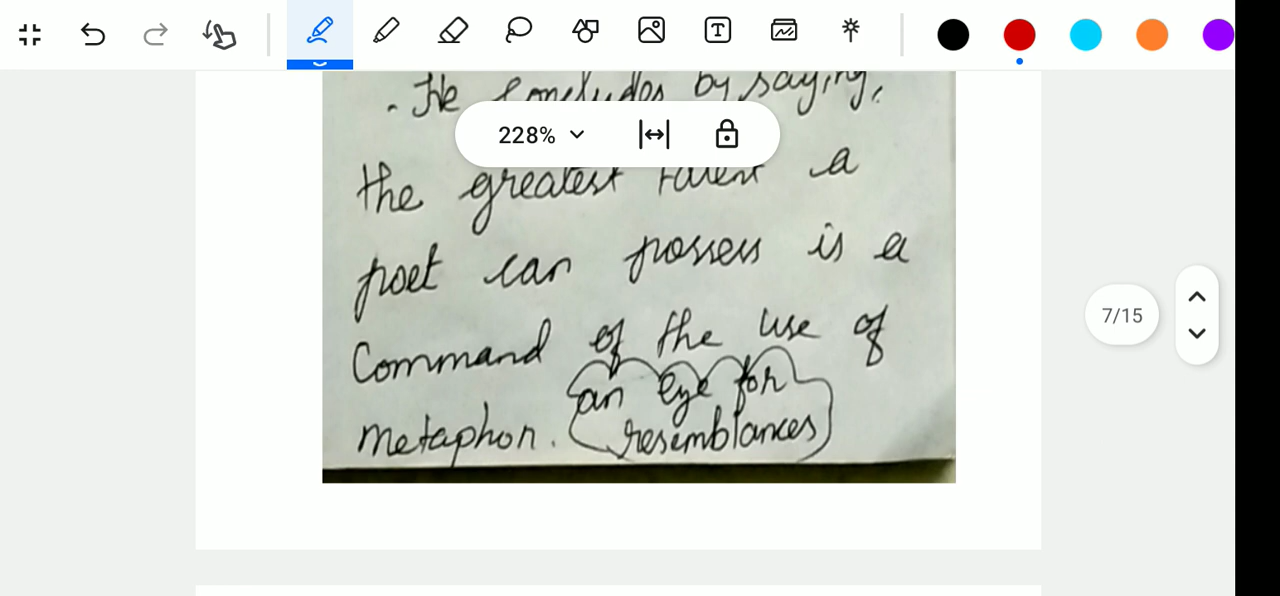 228%
. He concludes by saying,
the greatest talent a
poet can possess is a
7/15
Command of the use of
metaphor. (an eye for
resemblances)